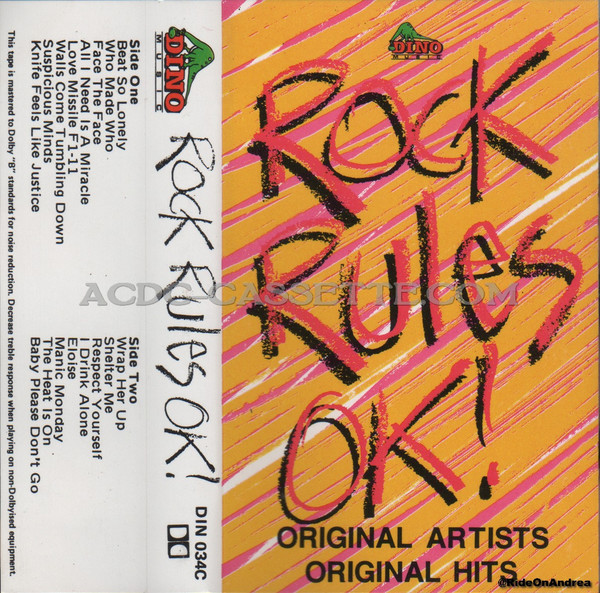 This tape is mastered to Dolby "B" standards for noise reduction. Decrease treble response when playing on non-Dolbyised equipment.
Side One
Beat So Lonely
Who Made Who
Face The Face
All I Need Is A Miracle
Love Missile F1-11
Walls Come Tumbling Down
Suspicious Minds
Knife Feels Like Justice
Side Two
Wrap Her Up
Shelter Me
Respect Yourself
I Drink Alone
Eloise
Manic Monday
The Heat Is On
Baby Please Don't Go
DINO
MUSIC
ROCK RULES OK!
DIN 034C
DINO
MUSIC
ROCK
RULES
OK!
ORIGINAL ARTISTS
ORIGINAL HITS
ACDC-CASSETTE.COM
@RideOnAndrea